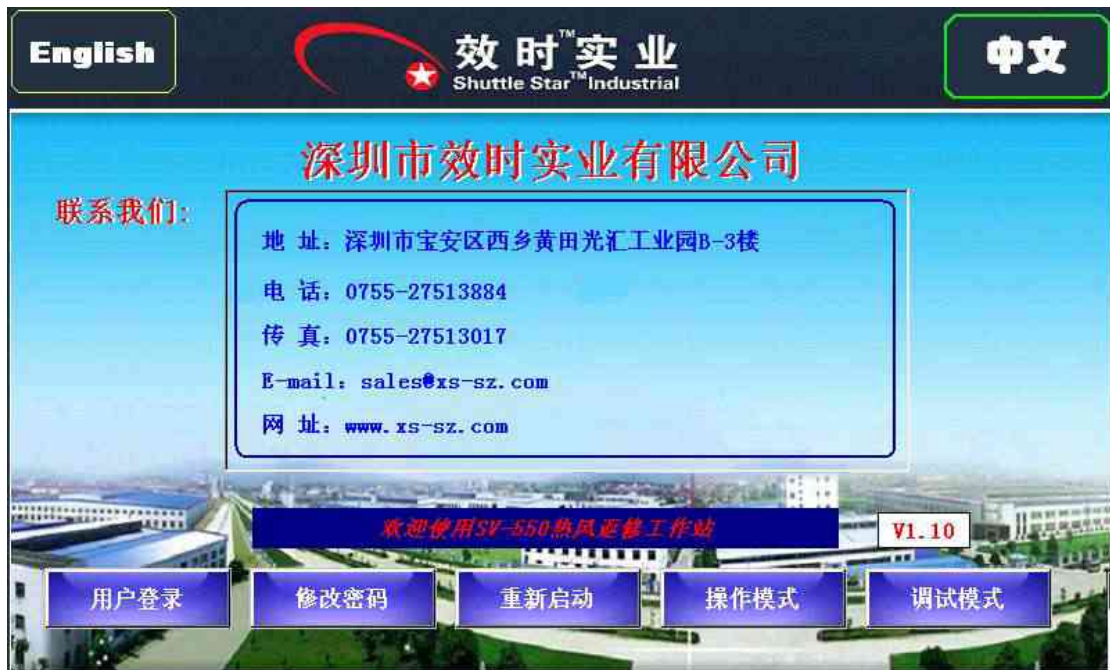 English
效时™实业
Shuttle Star™Industrial
中文
深圳市效时实业有限公司
联系我们:
地 址：深圳市宝安区西乡黄田光汇工业园B-3楼
电 话：0755-27513884
传 真：0755-27513017
E-mail：sales@xs-sz.com
网 址：www.xs-sz.com
欢迎使用SV-550热风返修工作站
V1.10
用户登录
修改密码
重新启动
操作模式
调试模式